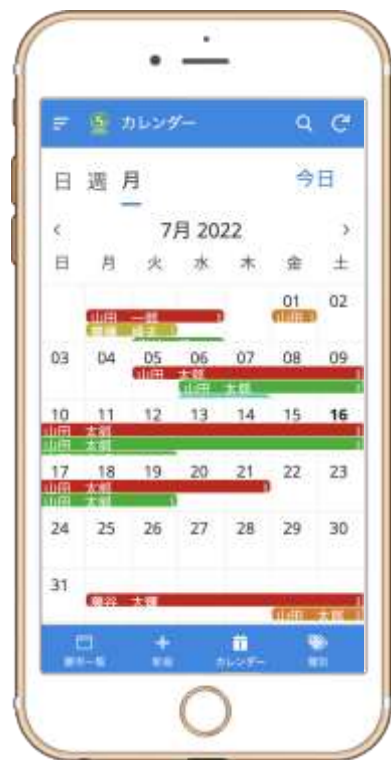 カレンダー
日 週 月 今日
7月 2022
日 月 火 水 木 金 土
01 02
山田 一郎 山田
03 04 05 06 07 08 09
山田 太郎
山田 太郎
10 11 12 13 14 15 16
山田 太郎
山田 太郎
17 18 19 20 21 22 23
山田 太郎
山田 太郎
24 25 26 27 28 29 30
31
太輝
山田 太郎
カレンダー